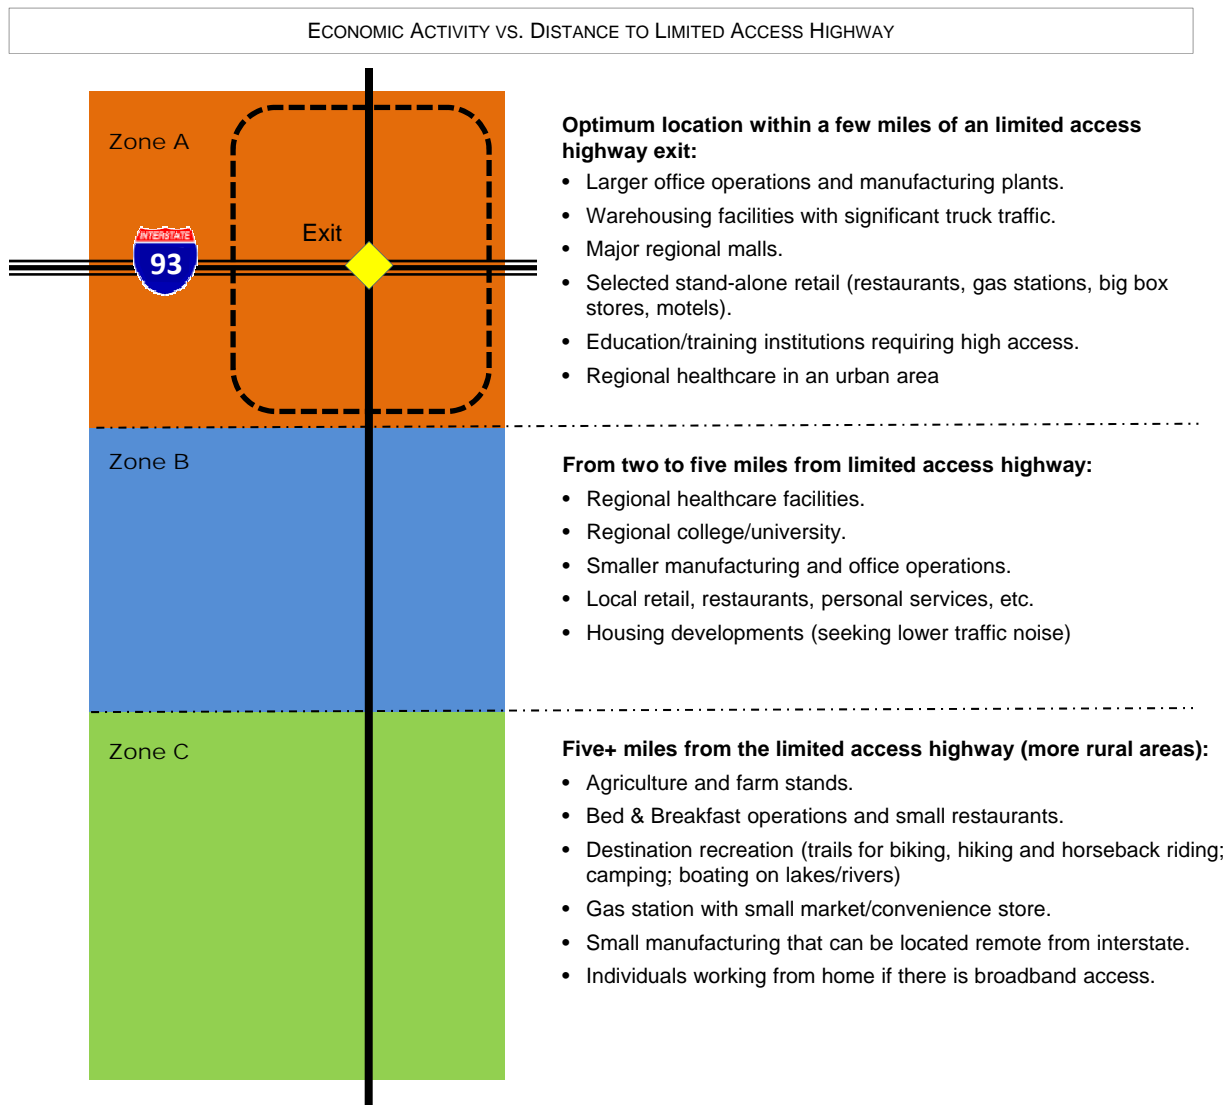 ECONOMIC ACTIVITY VS. DISTANCE TO LIMITED ACCESS HIGHWAY
Zone A
Exit
INTERSTATE
93
Optimum location within a few miles of an limited access
highway exit:
• Larger office operations and manufacturing plants.
• Warehousing facilities with significant truck traffic.
• Major regional malls.
• Selected stand-alone retail (restaurants, gas stations, big box
stores, motels).
• Education/training institutions requiring high access.
• Regional healthcare in an urban area
Zone B
From two to five miles from limited access highway:
• Regional healthcare facilities.
• Regional college/university.
• Smaller manufacturing and office operations.
• Local retail, restaurants, personal services, etc.
• Housing developments (seeking lower traffic noise)
Zone C
Five+ miles from the limited access highway (more rural areas):
• Agriculture and farm stands.
• Bed & Breakfast operations and small restaurants.
• Destination recreation (trails for biking, hiking and horseback riding;
camping; boating on lakes/rivers)
• Gas station with small market/convenience store.
• Small manufacturing that can be located remote from interstate.
• Individuals working from home if there is broadband access.